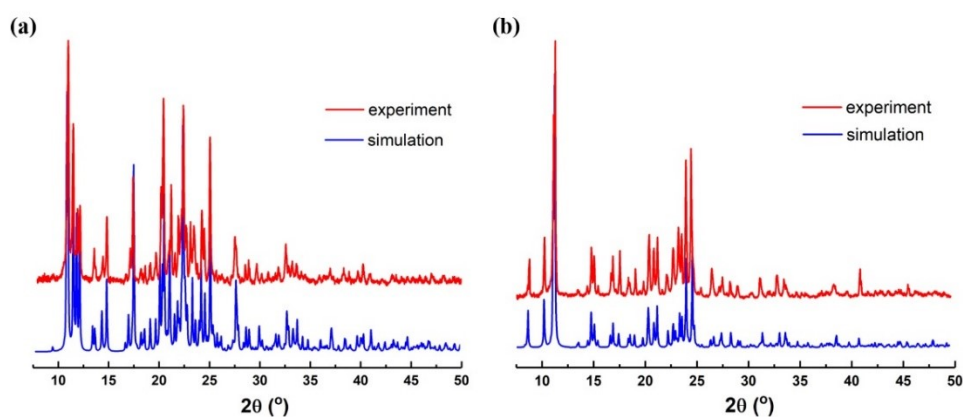 (a)
experiment
simulation
10 15 20 25 30 35 40 45 50
2θ (°)
(b)
experiment
simulation
10 15 20 25 30 35 40 45 50
2θ (°)